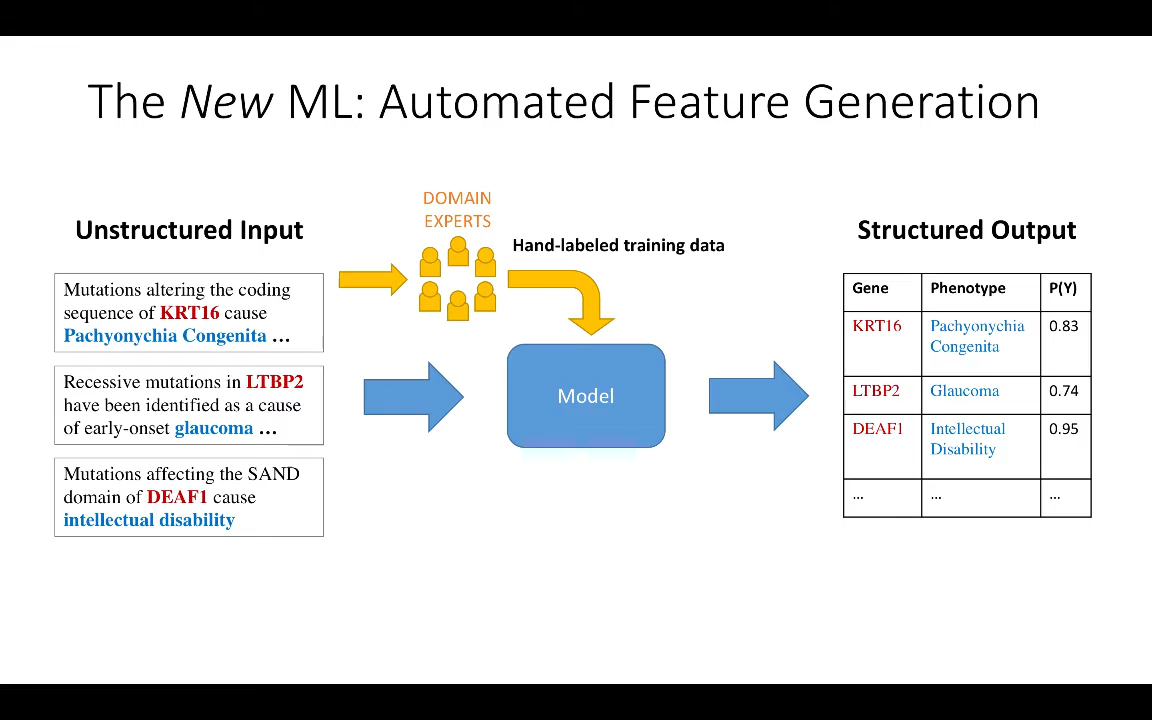 The New ML: Automated Feature Generation
Unstructured Input
Mutations altering the coding
sequence of KRT16 cause
Pachyonychia Congenita ...
Recessive mutations in LTBP2
have been identified as a cause
of early-onset glaucoma ...
Mutations affecting the SAND
domain of DEAF1 cause
intellectual disability
DOMAIN
EXPERTS
Hand-labeled training data
Model
Structured Output
Gene Phenotype P(Y)
KRT16 Pachyonychia 0.83
Congenita
LTBP2 Glaucoma 0.74
DEAF1 Intellectual 0.95
Disability
... ... ...